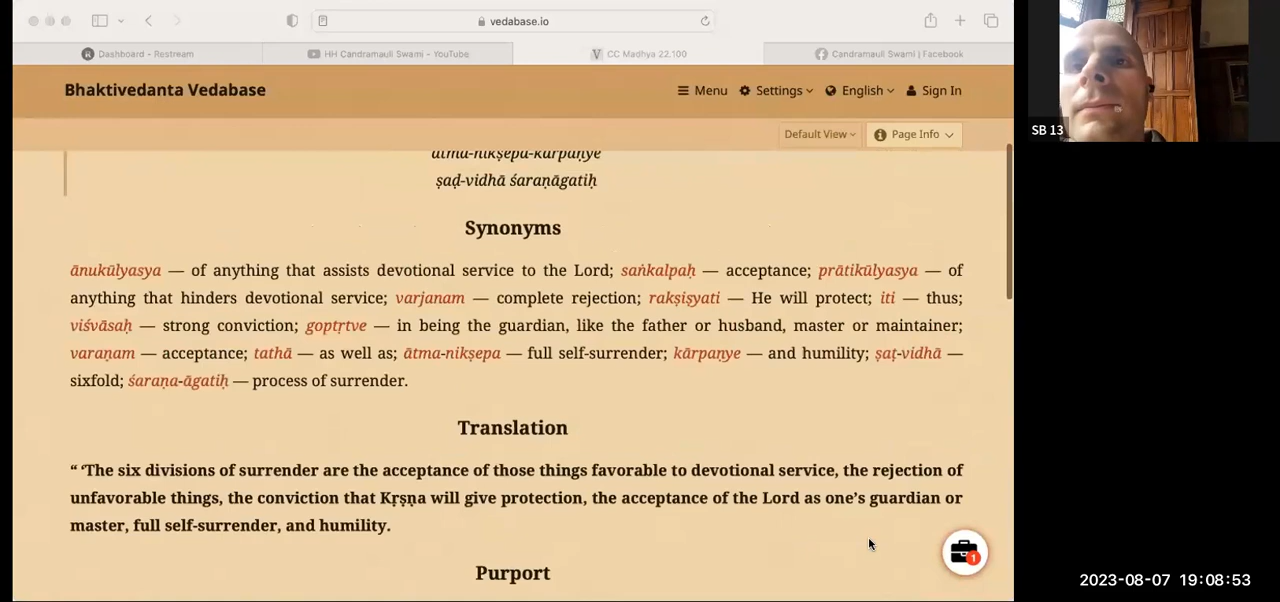 vedabase.io
Dashboard - Restream
HH Candramauli Swami – YouTube
CC Madhya 22.100
Candramauli Swami | Facebook
Bhaktivedanta Vedabase
Menu
Settings
English
Sign In
Default View
Page Info
ātma-nikṣepa-kārpaṇye
ṣaḍ-vidhā śaraṇāgatiḥ
Synonyms
ānukūlyasya — of anything that assists devotional service to the Lord; saṅkalpaḥ — acceptance; prātikūlyasya — of
anything that hinders devotional service; varjanam — complete rejection; rakṣiṣyati — He will protect; iti — thus;
viśvāsaḥ — strong conviction; goptṛtve — in being the guardian, like the father or husband, master or maintainer;
varaṇam — acceptance; tathā — as well as; ātma-nikṣepa — full self-surrender; kārpaṇye — and humility; ṣaṭ-vidhā —
sixfold; śaraṇa-āgatiḥ — process of surrender.
Translation
“ ‘The six divisions of surrender are the acceptance of those things favorable to devotional service, the rejection of
unfavorable things, the conviction that Kṛṣṇa will give protection, the acceptance of the Lord as one’s guardian or
master, full self-surrender, and humility.
Purport
1
SB 13
2023-08-07 19:08:53